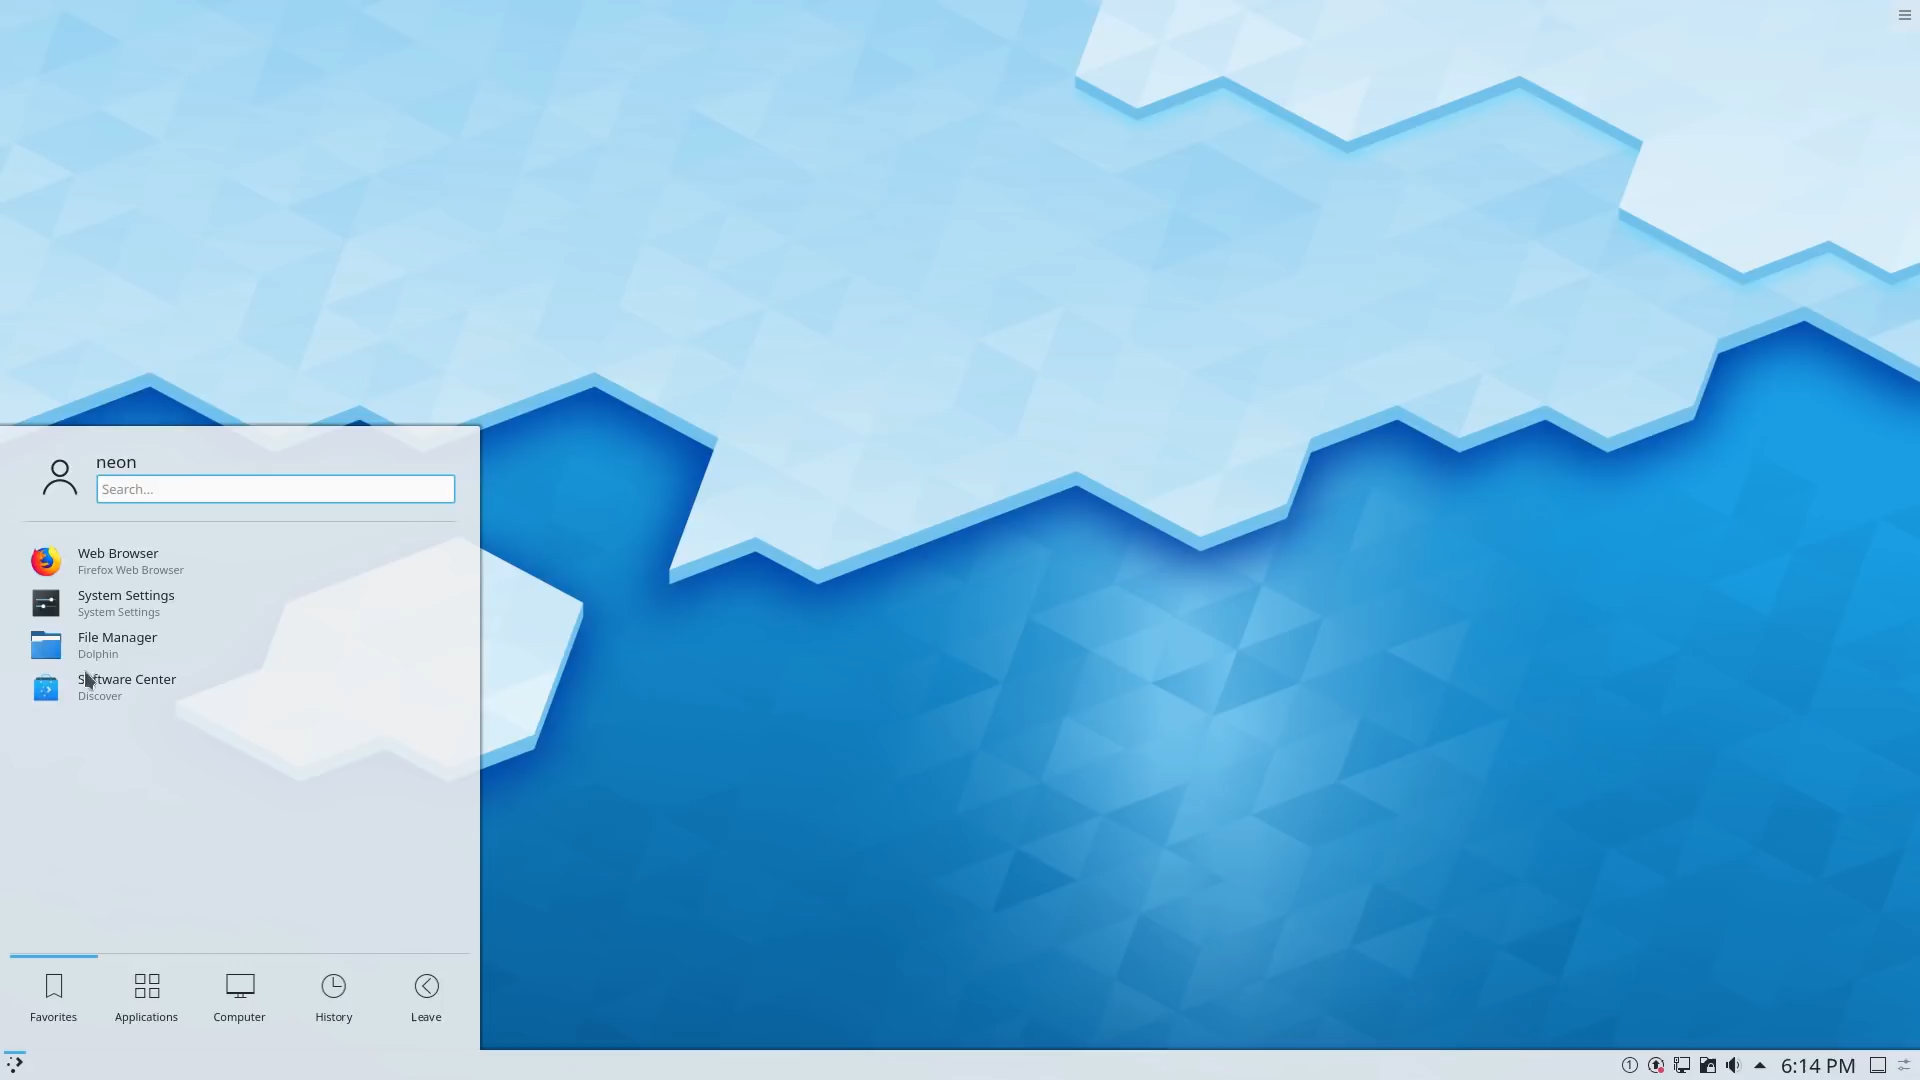 neon
Search...
Web Browser
Firefox Web Browser
System Settings
System Settings
File Manager
Dolphin
Software Center
Discover
Favorites
Applications
Computer
History
Leave
1
6:14 PM